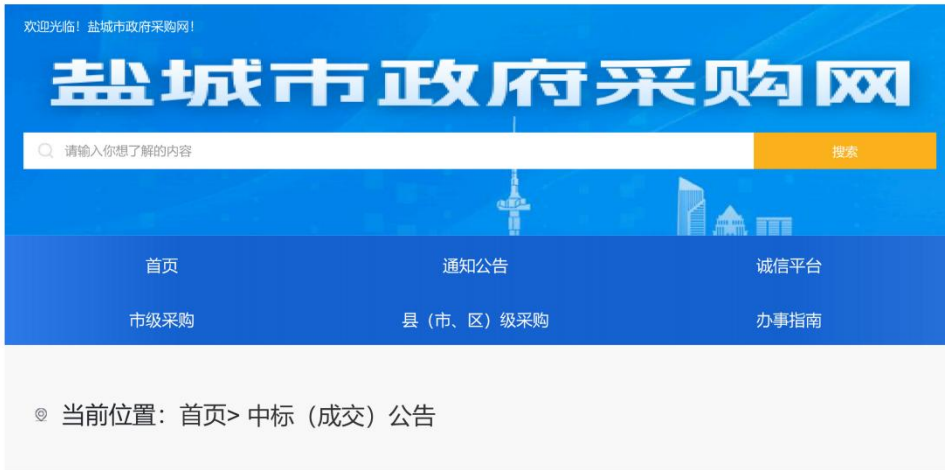 欢迎光临！盐城市政府采购网！
盐城市政府采购网
请输入你想了解的内容 搜索
首页 通知公告 诚信平台
市级采购 县（市、区）级采购 办事指南
当前位置：首页> 中标（成交）公告